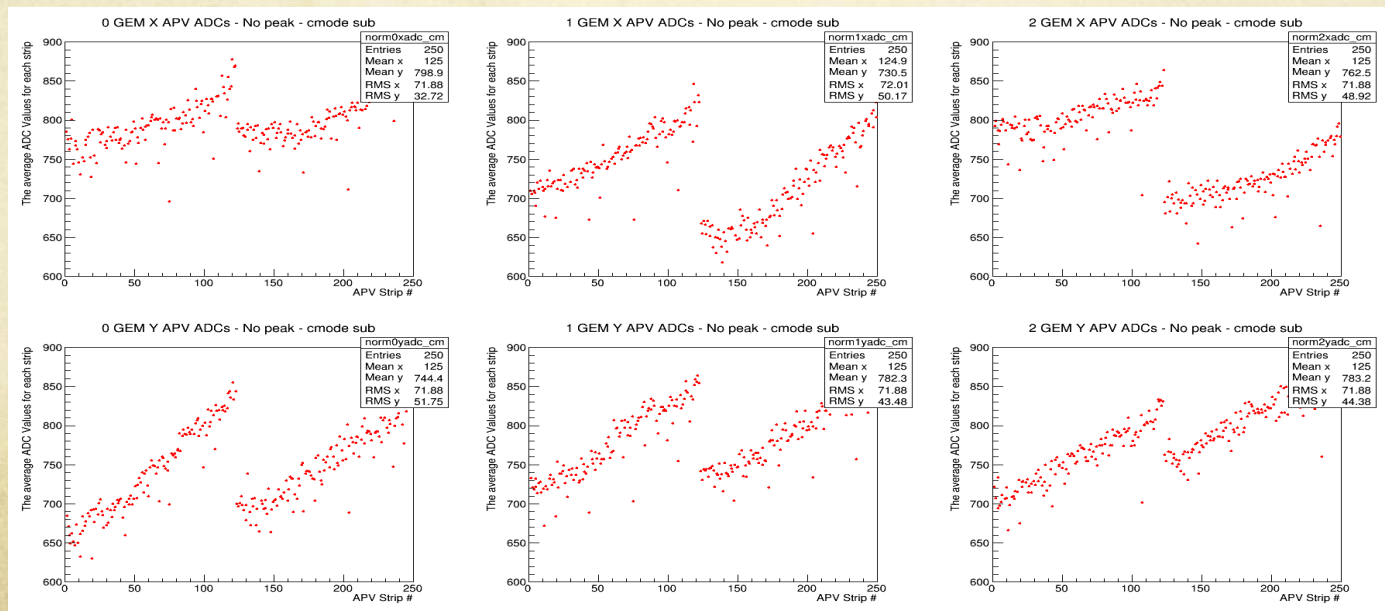 0 GEM X APV ADCs - No peak - cmode sub
The average ADC Values for each strip
norm0xadc_cm
Entries 250
Mean x 125
Mean y 798.9
RMS x 71.88
RMS y 32.72
900
850
800
750
700
650
600
0 50 100 150 200 250
APV Strip #
1 GEM X APV ADCs - No peak - cmode sub
The average ADC Values for each strip
norm1xadc_cm
Entries 250
Mean x 124.9
Mean y 730.5
RMS x 72.01
RMS y 50.17
900
850
800
750
700
650
600
0 50 100 150 200 250
APV Strip #
2 GEM X APV ADCs - No peak - cmode sub
The average ADC Values for each strip
norm2xadc_cm
Entries 250
Mean x 125
Mean y 762.5
RMS x 71.88
RMS y 48.92
900
850
800
750
700
650
600
0 50 100 150 200 250
APV Strip #
0 GEM Y APV ADCs - No peak - cmode sub
The average ADC Values for each strip
norm0yadc_cm
Entries 250
Mean x 125
Mean y 744.4
RMS x 71.88
RMS y 51.75
900
850
800
750
700
650
600
0 50 100 150 200 250
APV Strip #
1 GEM Y APV ADCs - No peak - cmode sub
The average ADC Values for each strip
norm1yadc_cm
Entries 250
Mean x 125
Mean y 782.3
RMS x 71.88
RMS y 43.48
900
850
800
750
700
650
600
0 50 100 150 200 250
APV Strip #
2 GEM Y APV ADCs - No peak - cmode sub
The average ADC Values for each strip
norm2yadc_cm
Entries 250
Mean x 125
Mean y 783.2
RMS x 71.88
RMS y 44.38
900
850
800
750
700
650
600
0 50 100 150 200 250
APV Strip #